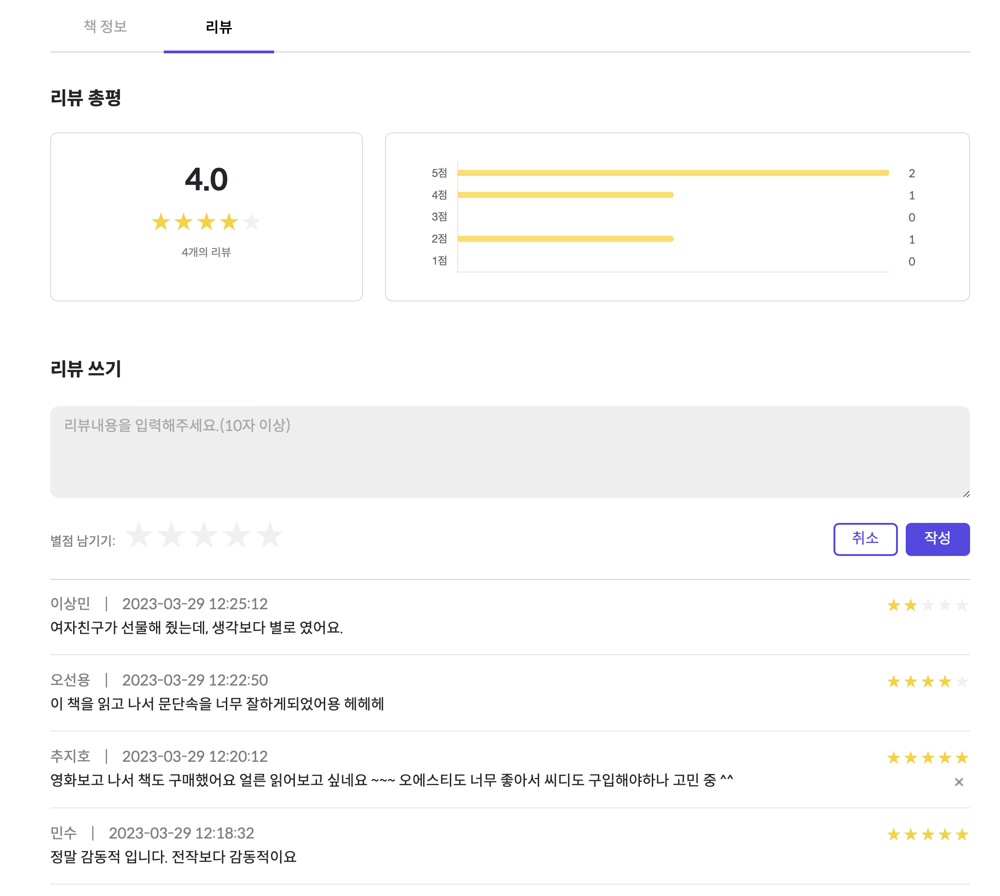 책 정보 리뷰
리뷰 총평
4.0
4개의 리뷰
5점 2
4점 1
3점 0
2점 1
1점 0
리뷰 쓰기
리뷰내용을 입력해주세요.(10자 이상)
별점 남기기: 취소 작성
이상민 | 2023-03-29 12:25:12
여자친구가 선물해 줬는데, 생각보다 별로 였어요.
오선용 | 2023-03-29 12:22:50
이 책을 읽고 나서 문단속을 너무 잘하게되었어용 헤헤헤
추지호 | 2023-03-29 12:20:12
영화보고 나서 책도 구매했어요 얼른 읽어보고 싶네요 ~~~ 오에스티도 너무 좋아서 씨디도 구입해야하나 고민 중 ^^
민수 | 2023-03-29 12:18:32
정말 감동적 입니다. 전작보다 감동적이요